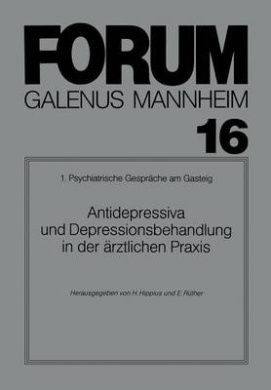 FORUM
GALENUS MANNHEIM
16
1. Psychiatrische Gespräche am Gasteig
Antidepressiva
und Depressionsbehandlung
in der ärztlichen Praxis
Herausgegeben von H. Hippius und E. Rüther